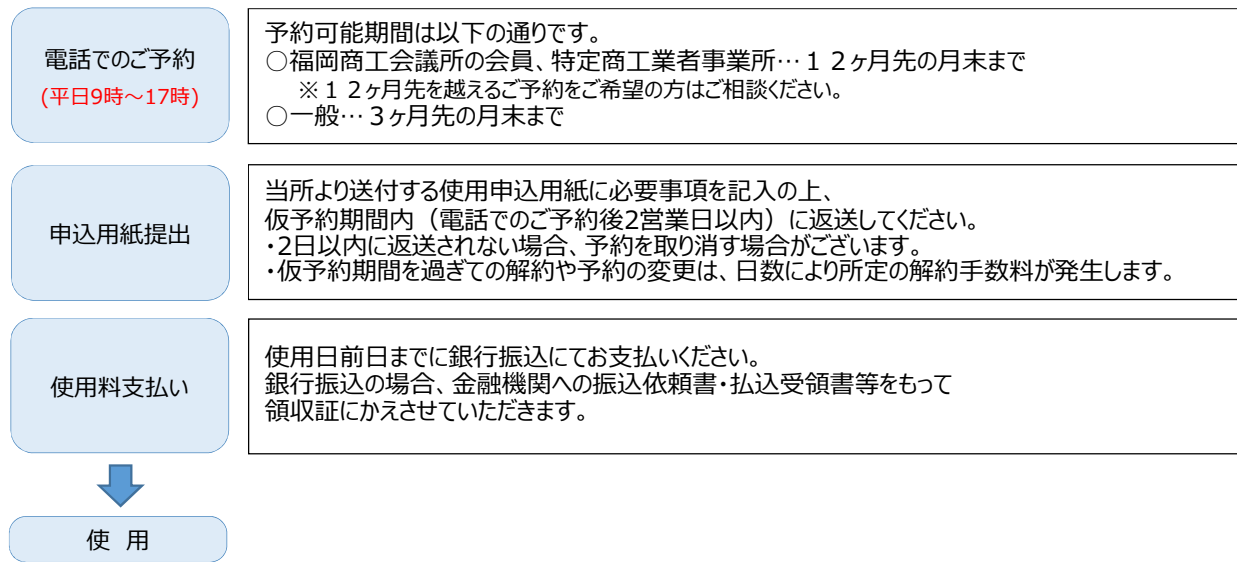 電話でのご予約
(平日9時～17時)
予約可能期間は以下の通りです。
○福岡商工会議所の会員、特定商工業者事業所…１２ヶ月先の月末まで
※１２ヶ月先を越えるご予約をご希望の方はご相談ください。
○一般…３ヶ月先の月末まで
申込用紙提出
当所より送付する使用申込用紙に必要事項を記入の上、
仮予約期間内（電話でのご予約後2営業日以内）に返送してください。
・2日以内に返送されない場合、予約を取り消す場合がございます。
・仮予約期間を過ぎての解約や予約の変更は、日数により所定の解約手数料が発生します。
使用料支払い
使用日前日までに銀行振込にてお支払いください。
銀行振込の場合、金融機関への振込依頼書・払込受領書等をもって
領収証にかえさせていただきます。
使 用